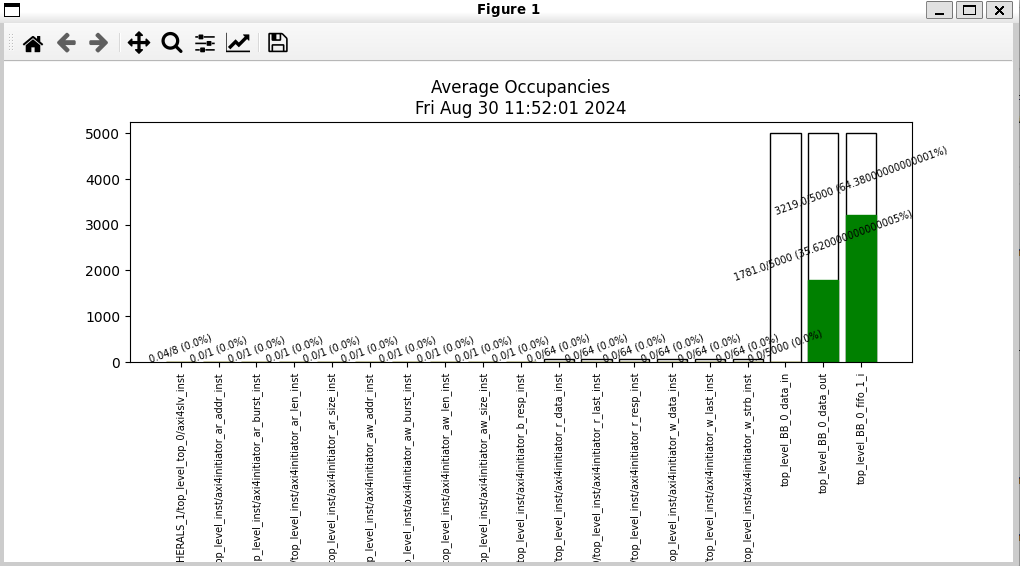 Figure 1
Average Occupancies
Fri Aug 30 11:52:01 2024
5000
4000
3000
2000
1000
0
0.04/8 (0.0%)
0.0/1 (0.0%)
0.0/1 (0.0%)
0.0/1 (0.0%)
0.0/1 (0.0%)
0.0/1 (0.0%)
0.0/1 (0.0%)
0.0/1 (0.0%)
0.0/1 (0.0%)
0.0/1 (0.0%)
0.0/64 (0.0%)
0.0/64 (0.0%)
0.0/64 (0.0%)
0.0/64 (0.0%)
0.0/64 (0.0%)
0.0/64 (0.0%)
0.0/5000 (0.0%)
1781.0/5000 (35.620000000000005%)
3219.0/5000 (64.38000000000001%)
HERALS_1/top_level_top_0/axi4slv_inst
op_level_inst/axi4initiator_ar_addr_inst
p_level_inst/axi4initiator_ar_burst_inst
/top_level_inst/axi4initiator_ar_len_inst
top_level_inst/axi4initiator_ar_size_inst
p_level_inst/axi4initiator_aw_addr_inst
_level_inst/axi4initiator_aw_burst_inst
top_level_inst/axi4initiator_aw_len_inst
op_level_inst/axi4initiator_aw_size_inst
top_level_inst/axi4initiator_b_resp_inst
/top_level_inst/axi4initiator_r_data_inst
/top_level_inst/axi4initiator_r_last_inst
/top_level_inst/axi4initiator_r_resp_inst
top_level_inst/axi4initiator_w_data_inst
/top_level_inst/axi4initiator_w_last_inst
top_level_inst/axi4initiator_w_strb_inst
top_level_BB_0_data_in
top_level_BB_0_data_out
top_level_BB_0_fifo_1_i